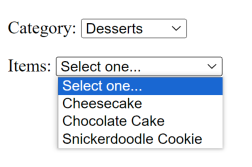 Category: Desserts
Items: Select one...
Select one...
Cheesecake
Chocolate Cake
Snickerdoodle Cookie